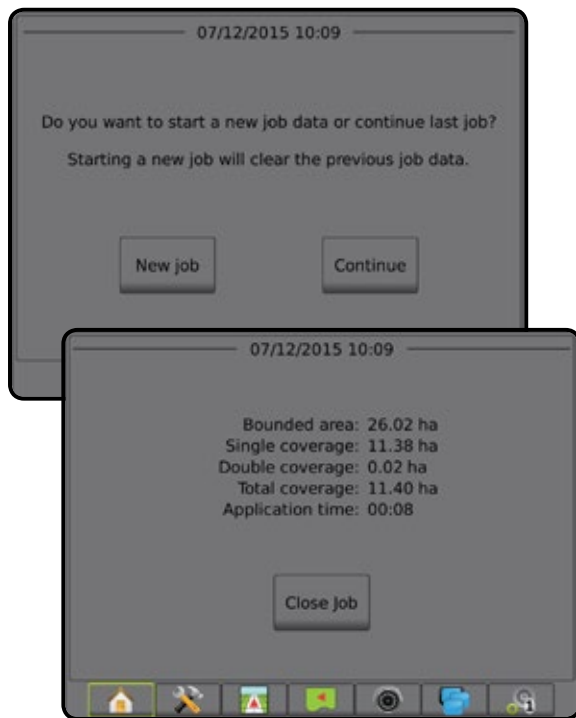 07/12/2015 10:09
Do you want to start a new job data or continue last job?
Starting a new job will clear the previous job data.
New job
Continue
07/12/2015 10:09
Bounded area: 26.02 ha
Single coverage: 11.38 ha
Double coverage: 0.02 ha
Total coverage: 11.40 ha
Application time: 00:08
Close Job